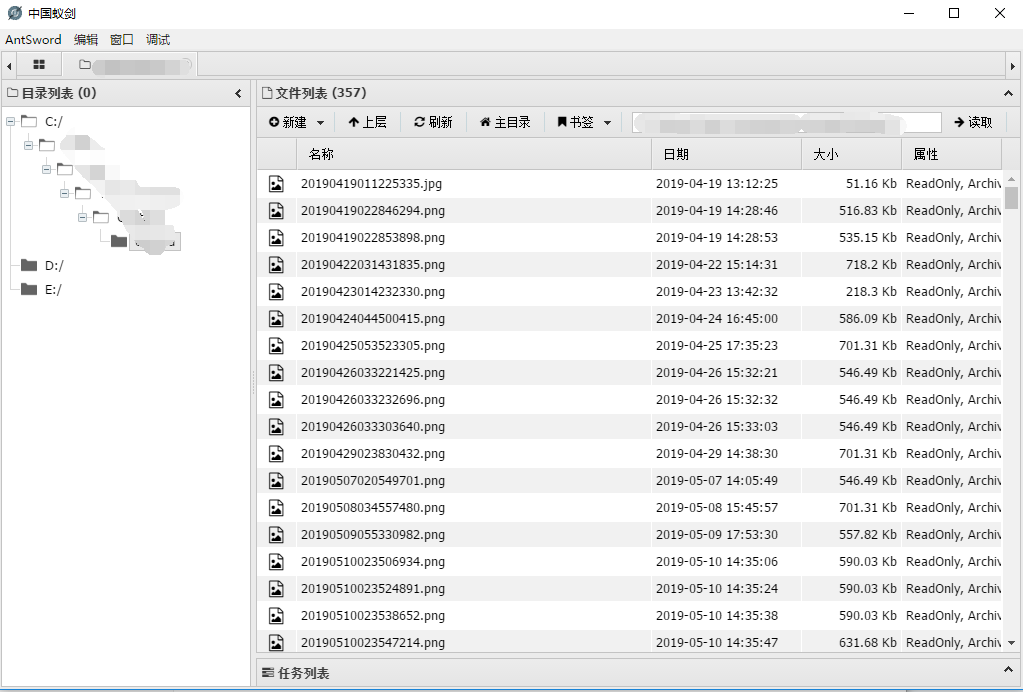 中国蚁剑
AntSword 编辑 窗口 调试
目录列表 (0)
C:/
D:/
E:/
文件列表 (357)
新建 上层 刷新 主目录 书签 读取
名称 日期 大小 属性
20190419011225335.jpg 2019-04-19 13:12:25 51.16 Kb ReadOnly, Archiv
20190419022846294.png 2019-04-19 14:28:46 516.83 Kb ReadOnly, Archiv
20190419022853898.png 2019-04-19 14:28:53 535.15 Kb ReadOnly, Archiv
20190422031431835.png 2019-04-22 15:14:31 718.2 Kb ReadOnly, Archiv
20190423014232330.png 2019-04-23 13:42:32 218.3 Kb ReadOnly, Archiv
20190424044500415.png 2019-04-24 16:45:00 586.09 Kb ReadOnly, Archiv
20190425053523305.png 2019-04-25 17:35:23 701.31 Kb ReadOnly, Archiv
20190426033221425.png 2019-04-26 15:32:21 546.49 Kb ReadOnly, Archiv
20190426033232696.png 2019-04-26 15:32:32 546.49 Kb ReadOnly, Archiv
20190426033303640.png 2019-04-26 15:33:03 546.49 Kb ReadOnly, Archiv
20190429023830432.png 2019-04-29 14:38:30 701.31 Kb ReadOnly, Archiv
20190507020549701.png 2019-05-07 14:05:49 546.49 Kb ReadOnly, Archiv
20190508034557480.png 2019-05-08 15:45:57 701.31 Kb ReadOnly, Archiv
20190509055330982.png 2019-05-09 17:53:30 557.82 Kb ReadOnly, Archiv
20190510023506934.png 2019-05-10 14:35:06 590.03 Kb ReadOnly, Archiv
20190510023524891.png 2019-05-10 14:35:24 590.03 Kb ReadOnly, Archiv
20190510023538652.png 2019-05-10 14:35:38 590.03 Kb ReadOnly, Archiv
20190510023547214.png 2019-05-10 14:35:47 631.68 Kb ReadOnly, Archiv
任务列表